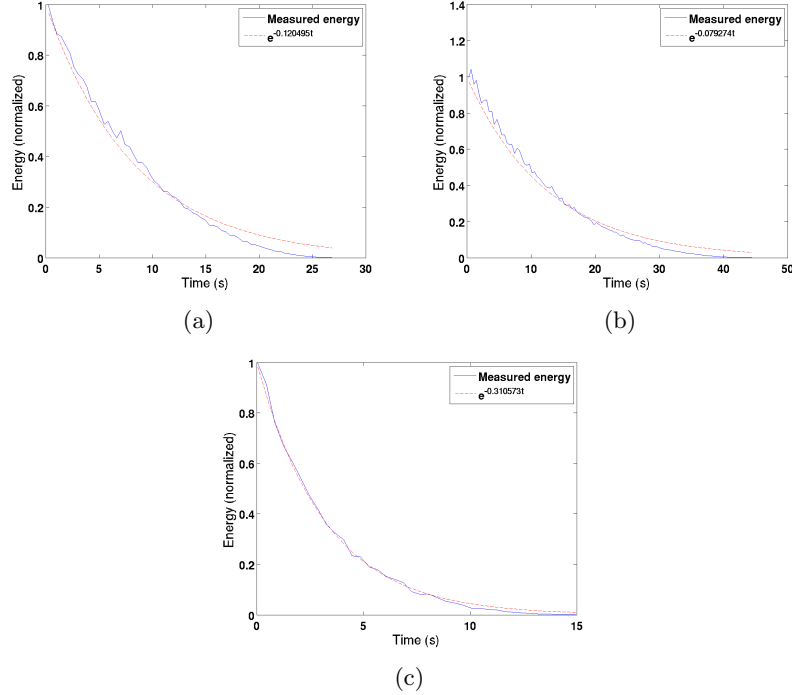 Measured energy
e^-0.120495t
Energy (normalized)
1
0.8
0.6
0.4
0.2
0
0 5 10 15 20 25 30
Time (s)
(a)
Measured energy
e^-0.079274t
Energy (normalized)
1.4
1.2
1
0.8
0.6
0.4
0.2
0
0 10 20 30 40 50
Time (s)
(b)
Measured energy
e^-0.310573t
Energy (normalized)
1
0.8
0.6
0.4
0.2
0
0 5 10 15
Time (s)
(c)